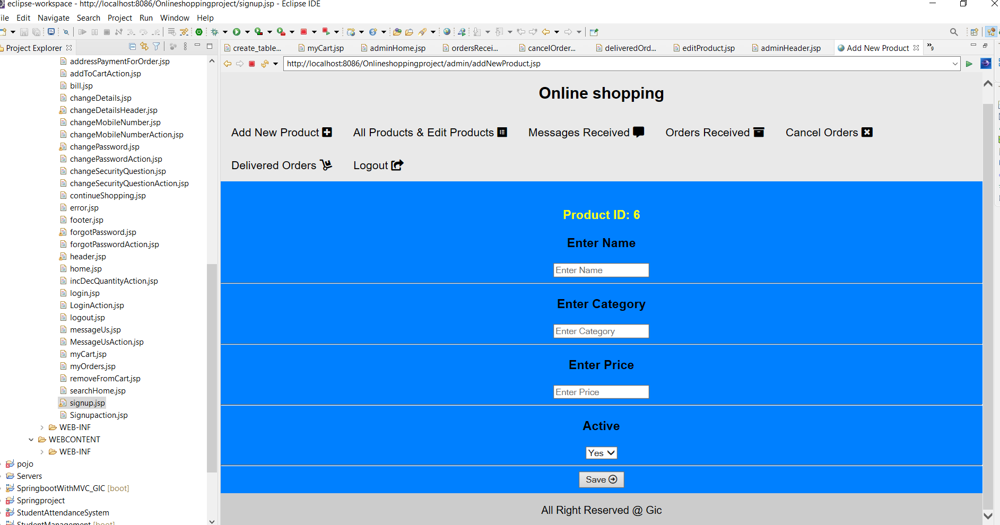 eclipse-workspace - http://localhost:8086/Onlineshoppingproject/signup.jsp - Eclipse IDE
ile Edit Navigate Search Project Run Window Help
Project Explorer
create_table... myCart.jsp adminHome.jsp ordersRecei... cancelOrder... deliveredOrd... editProduct.jsp adminHeader.jsp Add New Product »9
http://localhost:8086/Onlineshoppingproject/admin/addNewProduct.jsp
addressPaymentForOrder.jsp
addToCartAction.jsp
bill.jsp
changeDetails.jsp
changeDetailsHeader.jsp
changeMobileNumber.jsp
changeMobileNumberAction.jsp
changePassword.jsp
changePasswordAction.jsp
changeSecurityQuestion.jsp
changeSecurityQuestionAction.jsp
continueShopping.jsp
error.jsp
footer.jsp
forgotPassword.jsp
forgotPasswordAction.jsp
header.jsp
home.jsp
incDecQuantityAction.jsp
login.jsp
LoginAction.jsp
logout.jsp
messageUs.jsp
MessageUsAction.jsp
myCart.jsp
myOrders.jsp
removeFromCart.jsp
searchHome.jsp
signup.jsp
Signupaction.jsp
WEB-INF
WEBCONTENT
WEB-INF
pojo
Servers
SpringbootWithMVC_GIC [boot]
Springproject
StudentAttendanceSystem
StudentManagement [boot]
Online shopping
Add New Product All Products & Edit Products Messages Received Orders Received Cancel Orders
Delivered Orders Logout
Product ID: 6
Enter Name
Enter Name
Enter Category
Enter Category
Enter Price
Enter Price
Active
Yes
Save
All Right Reserved @ Gic